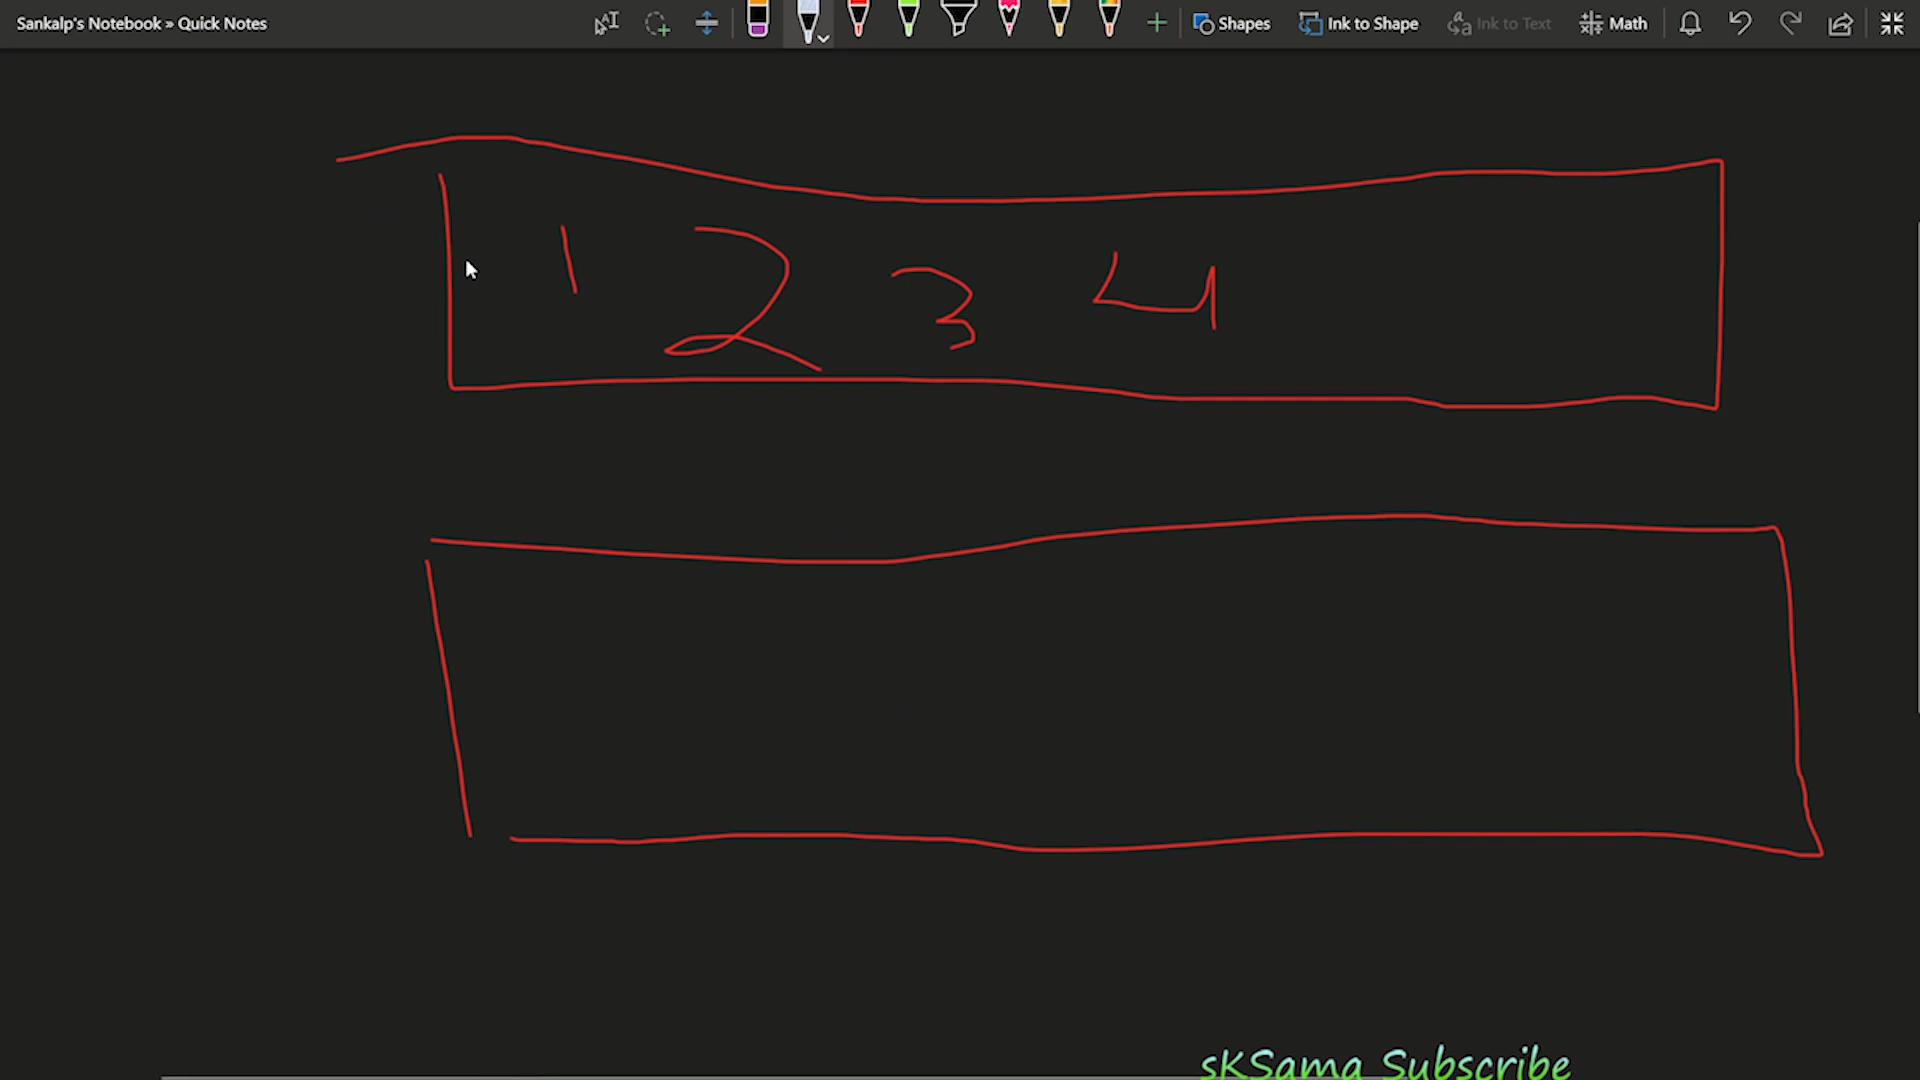 Sankalp's Notebook » Quick Notes
Shapes Ink to Shape Ink to Text Math
1 2 3 4
sKSama Subscribe